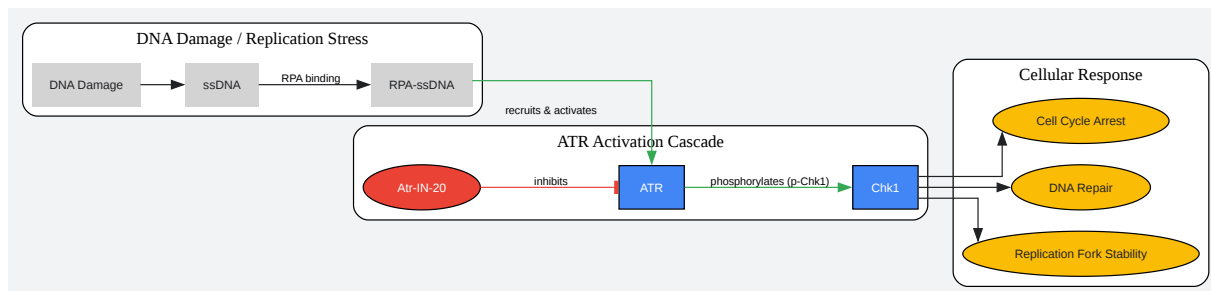 DNA Damage / Replication Stress
DNA Damage
ssDNA
RPA binding
RPA-ssDNA
recruits & activates
ATR Activation Cascade
Atr-IN-20
inhibits
ATR
phosphorylates (p-Chk1)
Chk1
Cellular Response
Cell Cycle Arrest
DNA Repair
Replication Fork Stability